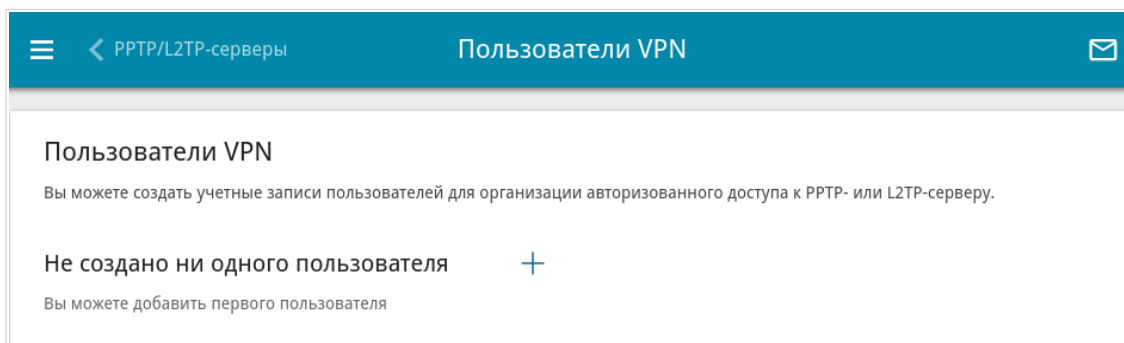 PPTP/L2TP-серверы
Пользователи VPN
Пользователи VPN
Вы можете создать учетные записи пользователей для организации авторизованного доступа к PPTP- или L2TP-серверу.
Не создано ни одного пользователя
Вы можете добавить первого пользователя